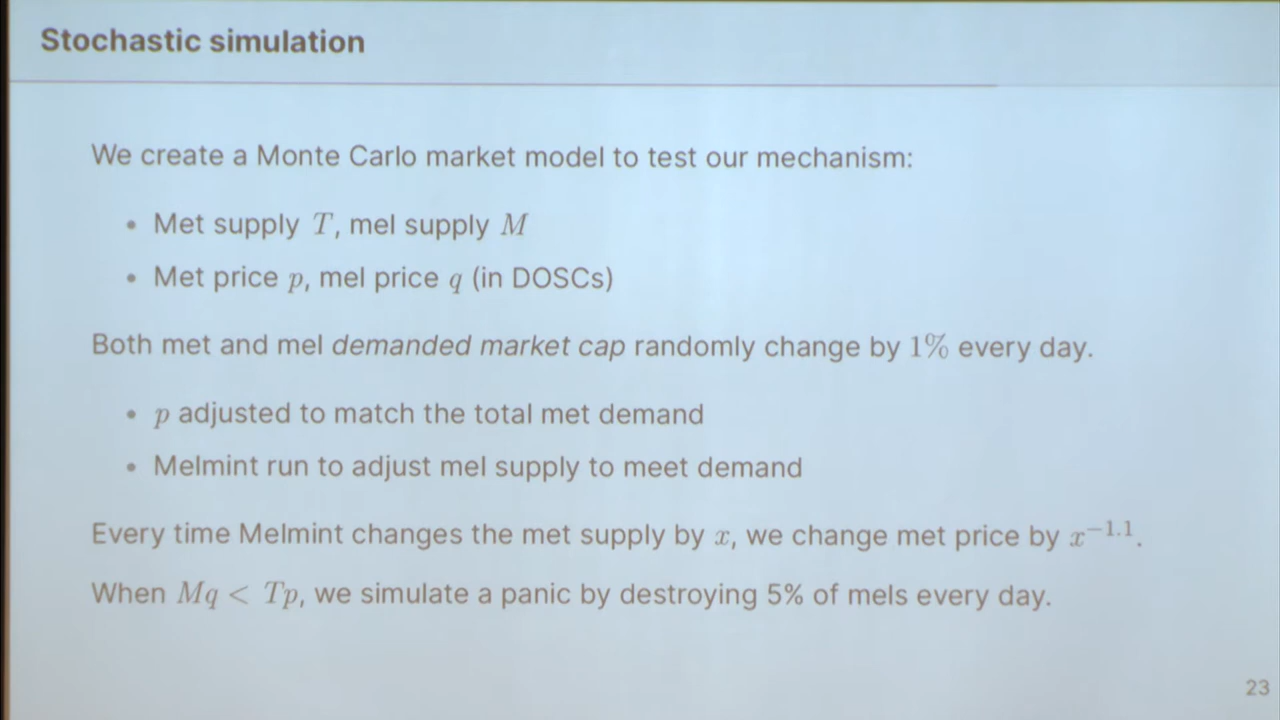 Stochastic simulation
We create a Monte Carlo market model to test our mechanism:
• Met supply T, mel supply M
• Met price p, mel price q (in DOSCs)
Both met and mel demanded market cap randomly change by 1% every day.
• p adjusted to match the total met demand
• Melmint run to adjust mel supply to meet demand
Every time Melmint changes the met supply by x, we change met price by x⁻¹·¹.
When Mq < Tp, we simulate a panic by destroying 5% of mels every day.
23